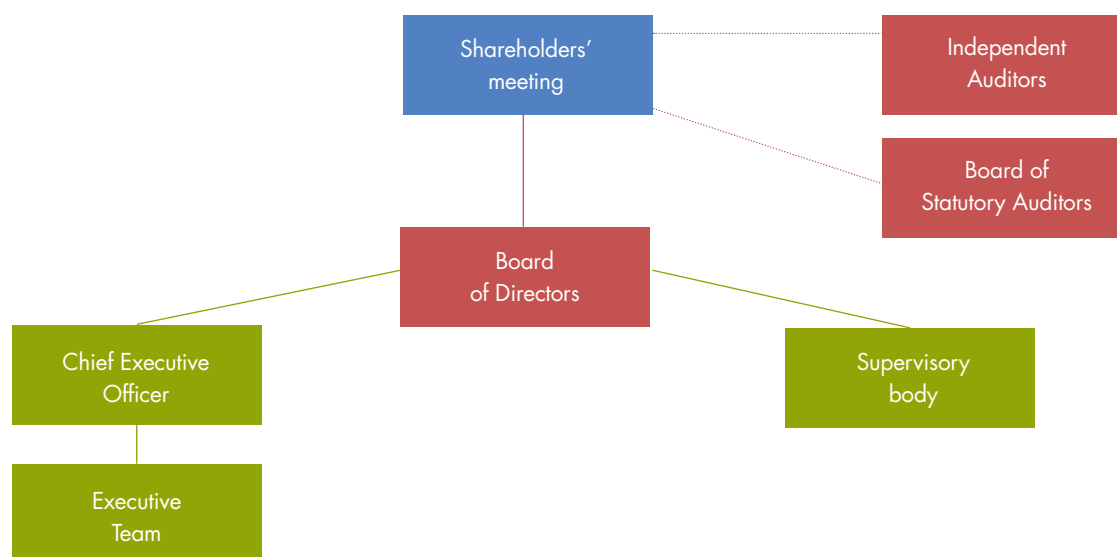 Shareholders’
meeting
Independent
Auditors
Board of
Statutory Auditors
Board
of Directors
Chief Executive
Officer
Supervisory
body
Executive
Team